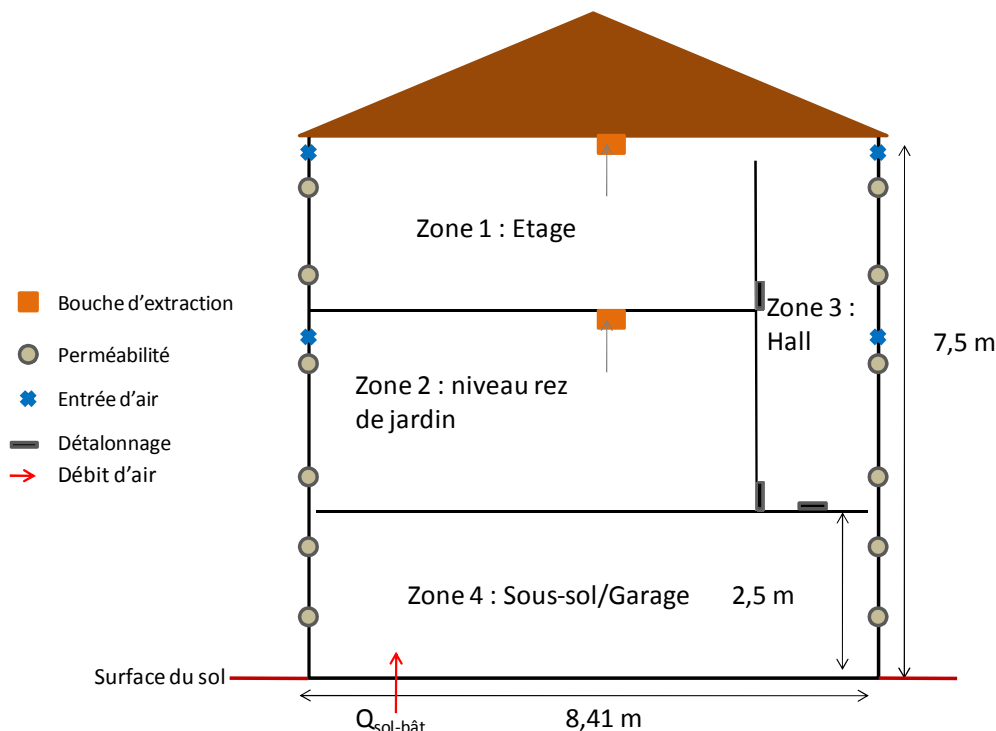 Zone 1 : Etage
Bouche d'extraction
Perméabilité
Entrée d'air
Détalonnage
Débit d'air
Zone 2 : niveau rez
de jardin
Zone 3 :
Hall
7,5 m
Zone 4 : Sous-sol/Garage
2,5 m
Surface du sol
Qsol-bât
8,41 m